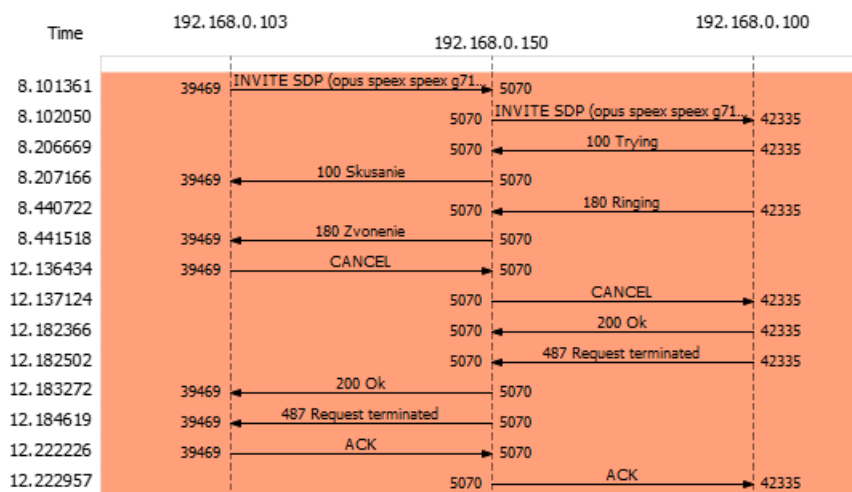 Time 192.168.0.103 192.168.0.150 192.168.0.100
8.101361 39469 INVITE SDP (opus speex speex g71... 5070
8.102050 5070 INVITE SDP (opus speex speex g71... 42335
8.206669 5070 100 Trying 42335
8.207166 39469 100 Skusanie 5070
8.440722 5070 180 Ringing 42335
8.441518 39469 180 Zvonenie 5070
12.136434 39469 CANCEL 5070
12.137124 5070 CANCEL 42335
12.182366 5070 200 Ok 42335
12.182502 5070 487 Request terminated 42335
12.183272 39469 200 Ok 5070
12.184619 39469 487 Request terminated 5070
12.222226 39469 ACK 5070
12.222957 5070 ACK 42335